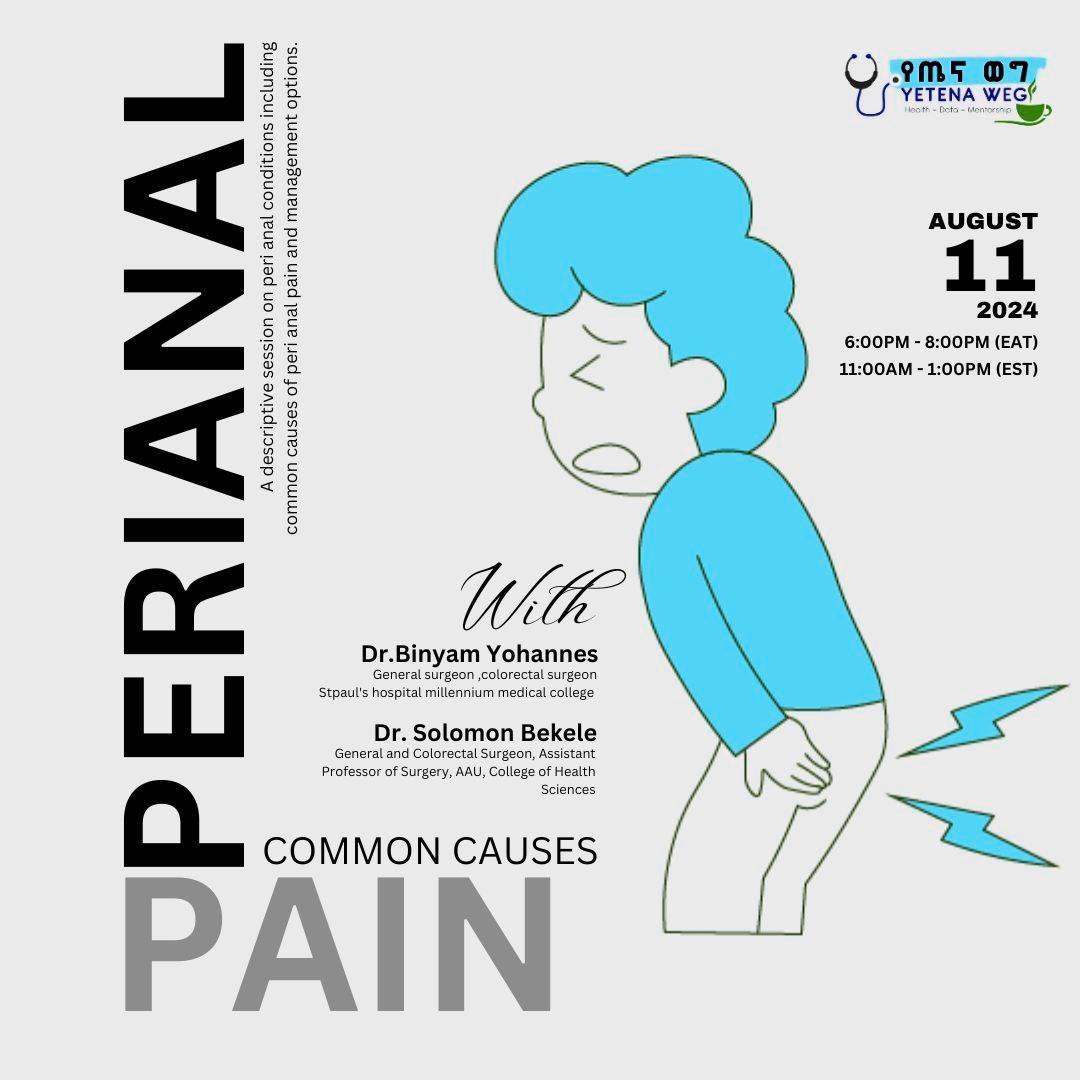 PERIANAL
A descriptive session on peri anal conditions including
common causes of peri anal pain and management options.
.የጤና ወግ
YETENA WEG
Health - Data - Mentorship
AUGUST
11
2024
6:00PM - 8:00PM (EAT)
11:00AM - 1:00PM (EST)
With
Dr.Binyam Yohannes
General surgeon ,colorectal surgeon
Stpaul's hospital millennium medical college
Dr. Solomon Bekele
General and Colorectal Surgeon, Assistant
Professor of Surgery, AAU, College of Health
Sciences
COMMON CAUSES
PAIN